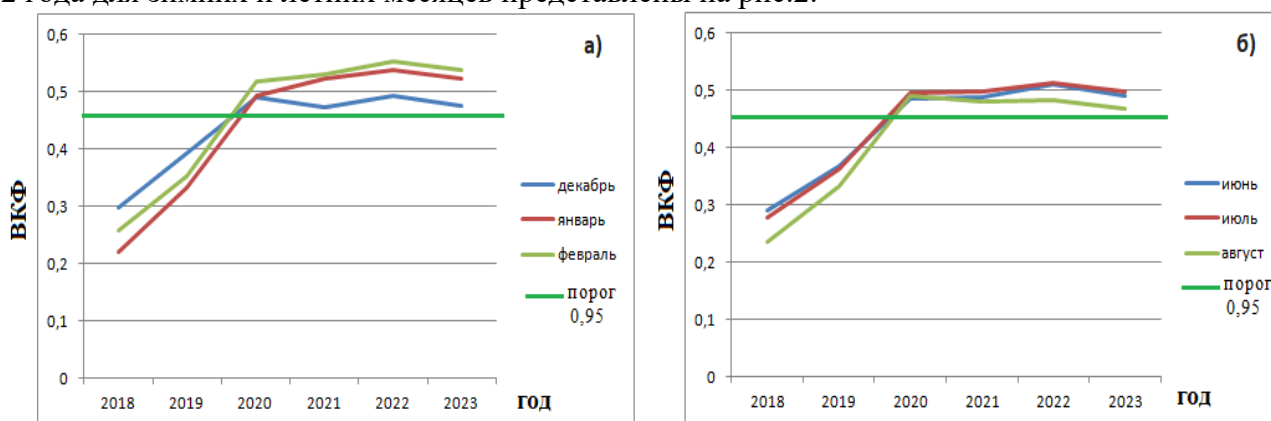 2 года для зимних и летних месяцев представлены на рис.2.
0,6
0,5
0,4
0,3
0,2
0,1
0
ВКФ
а)
декабрь
январь
февраль
порог
0,95
2018 2019 2020 2021 2022 2023 год
0,6
0,5
0,4
0,3
0,2
0,1
0
ВКФ
б)
июнь
июль
август
порог
0,95
2018 2019 2020 2021 2022 2023 год